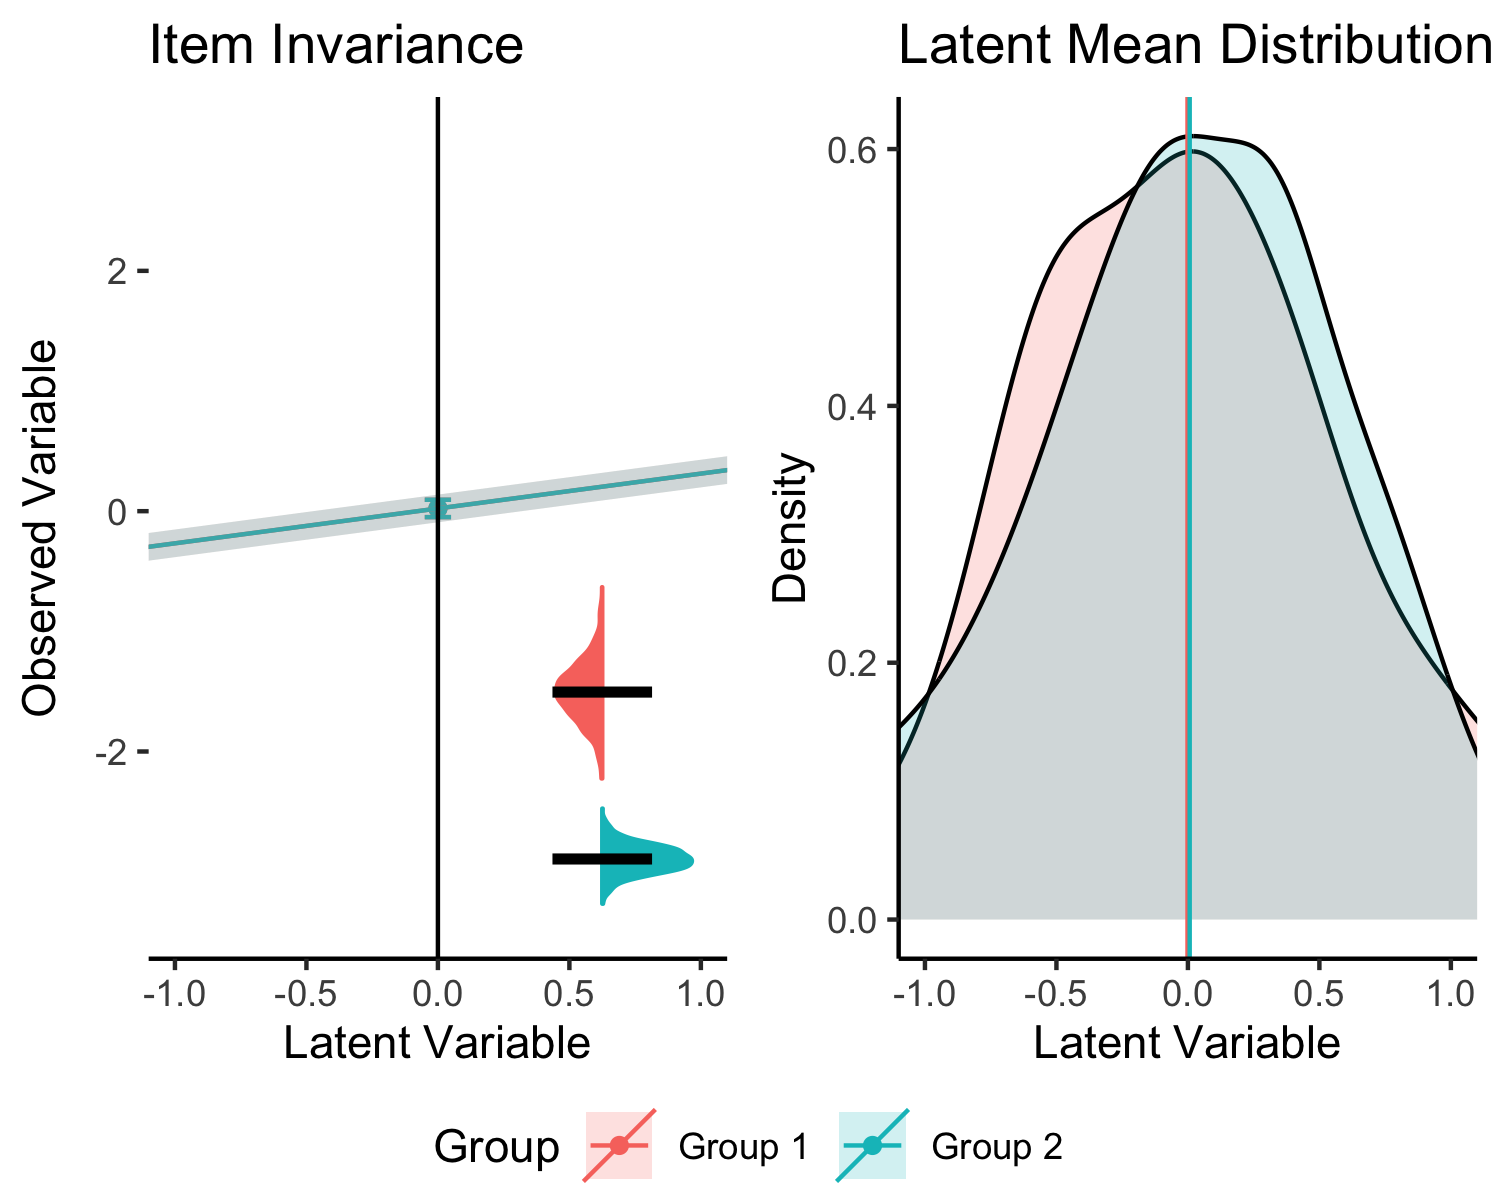 Item Invariance
Observed Variable
2
0
-2
-1.0 -0.5 0.0 0.5 1.0
Latent Variable
Latent Mean Distribution
Density
0.6
0.4
0.2
0.0
-1.0 -0.5 0.0 0.5 1.0
Latent Variable
Group Group 1 Group 2